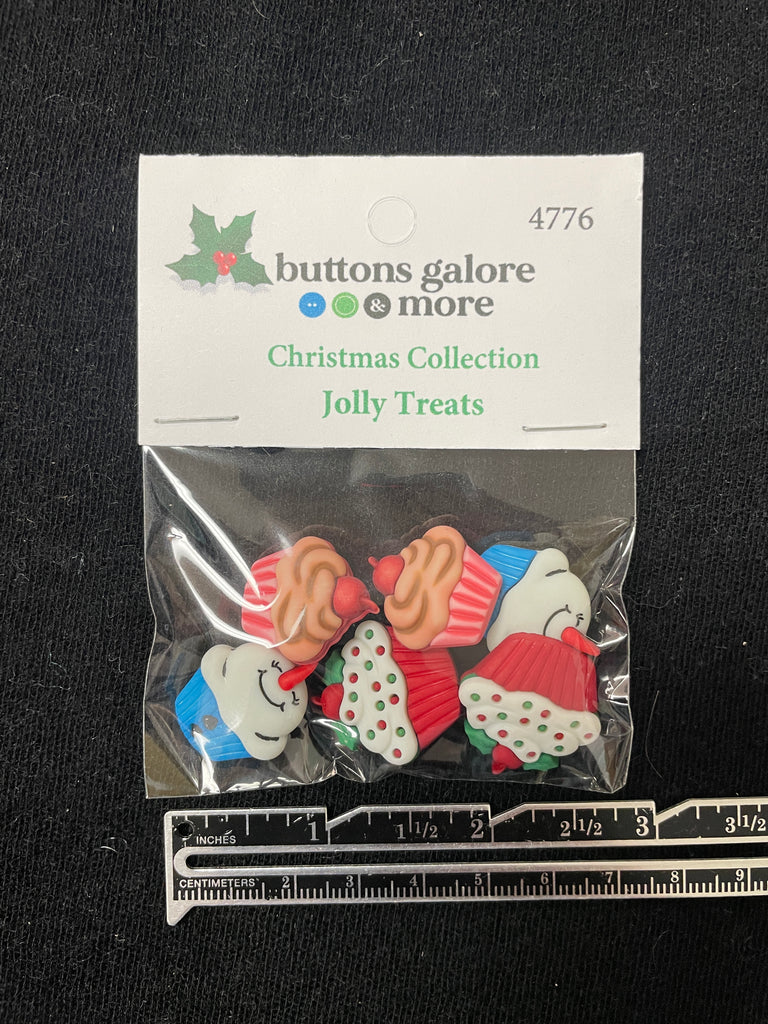 4776
buttons galore
& more
Christmas Collection
Jolly Treats
1 1 1/2 2 2 1/2 3 3 1/2
INCHES
CENTIMETERS 2 3 4 5 6 7 8 9